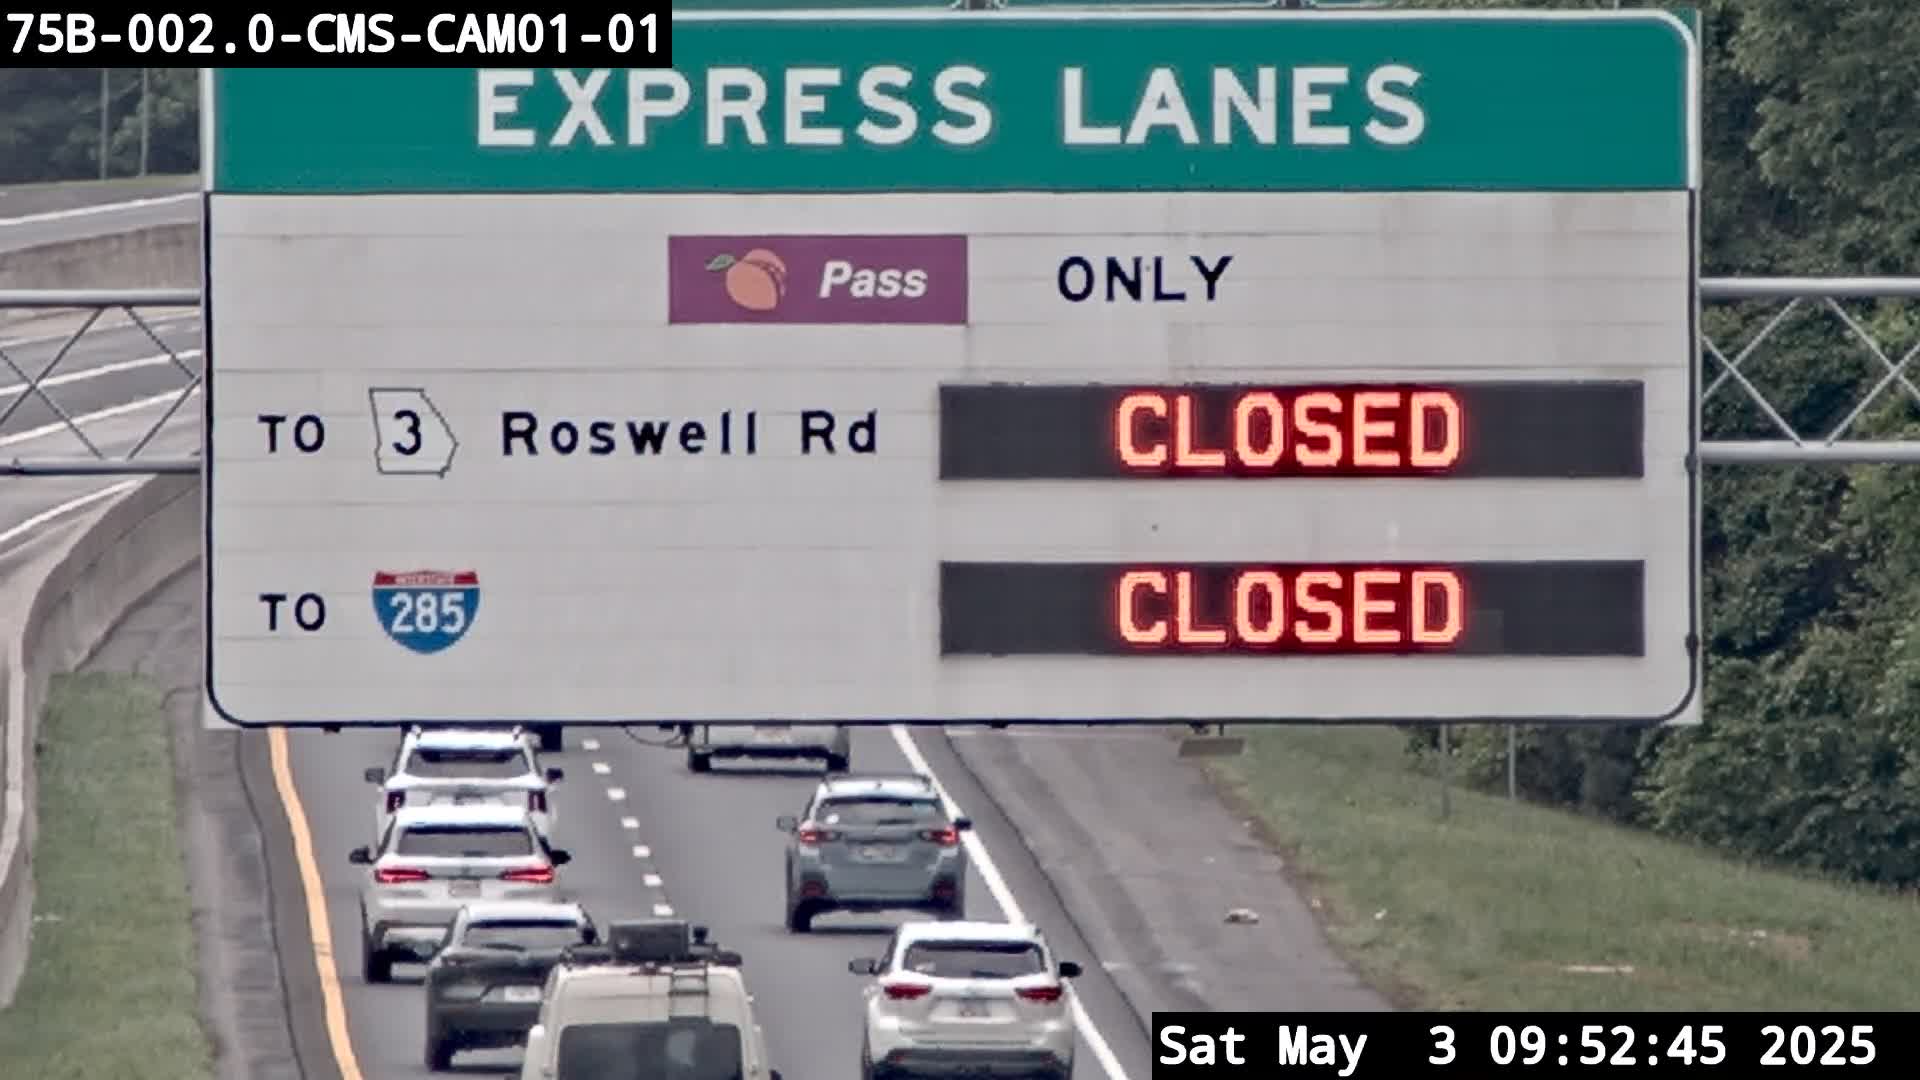 75B-002.0-CMS-CAM01-01
EXPRESS LANES
Pass ONLY
TO 3 Roswell Rd CLOSED
INTERSTATE
TO 285 CLOSED
Sat May 3 09:52:45 2025